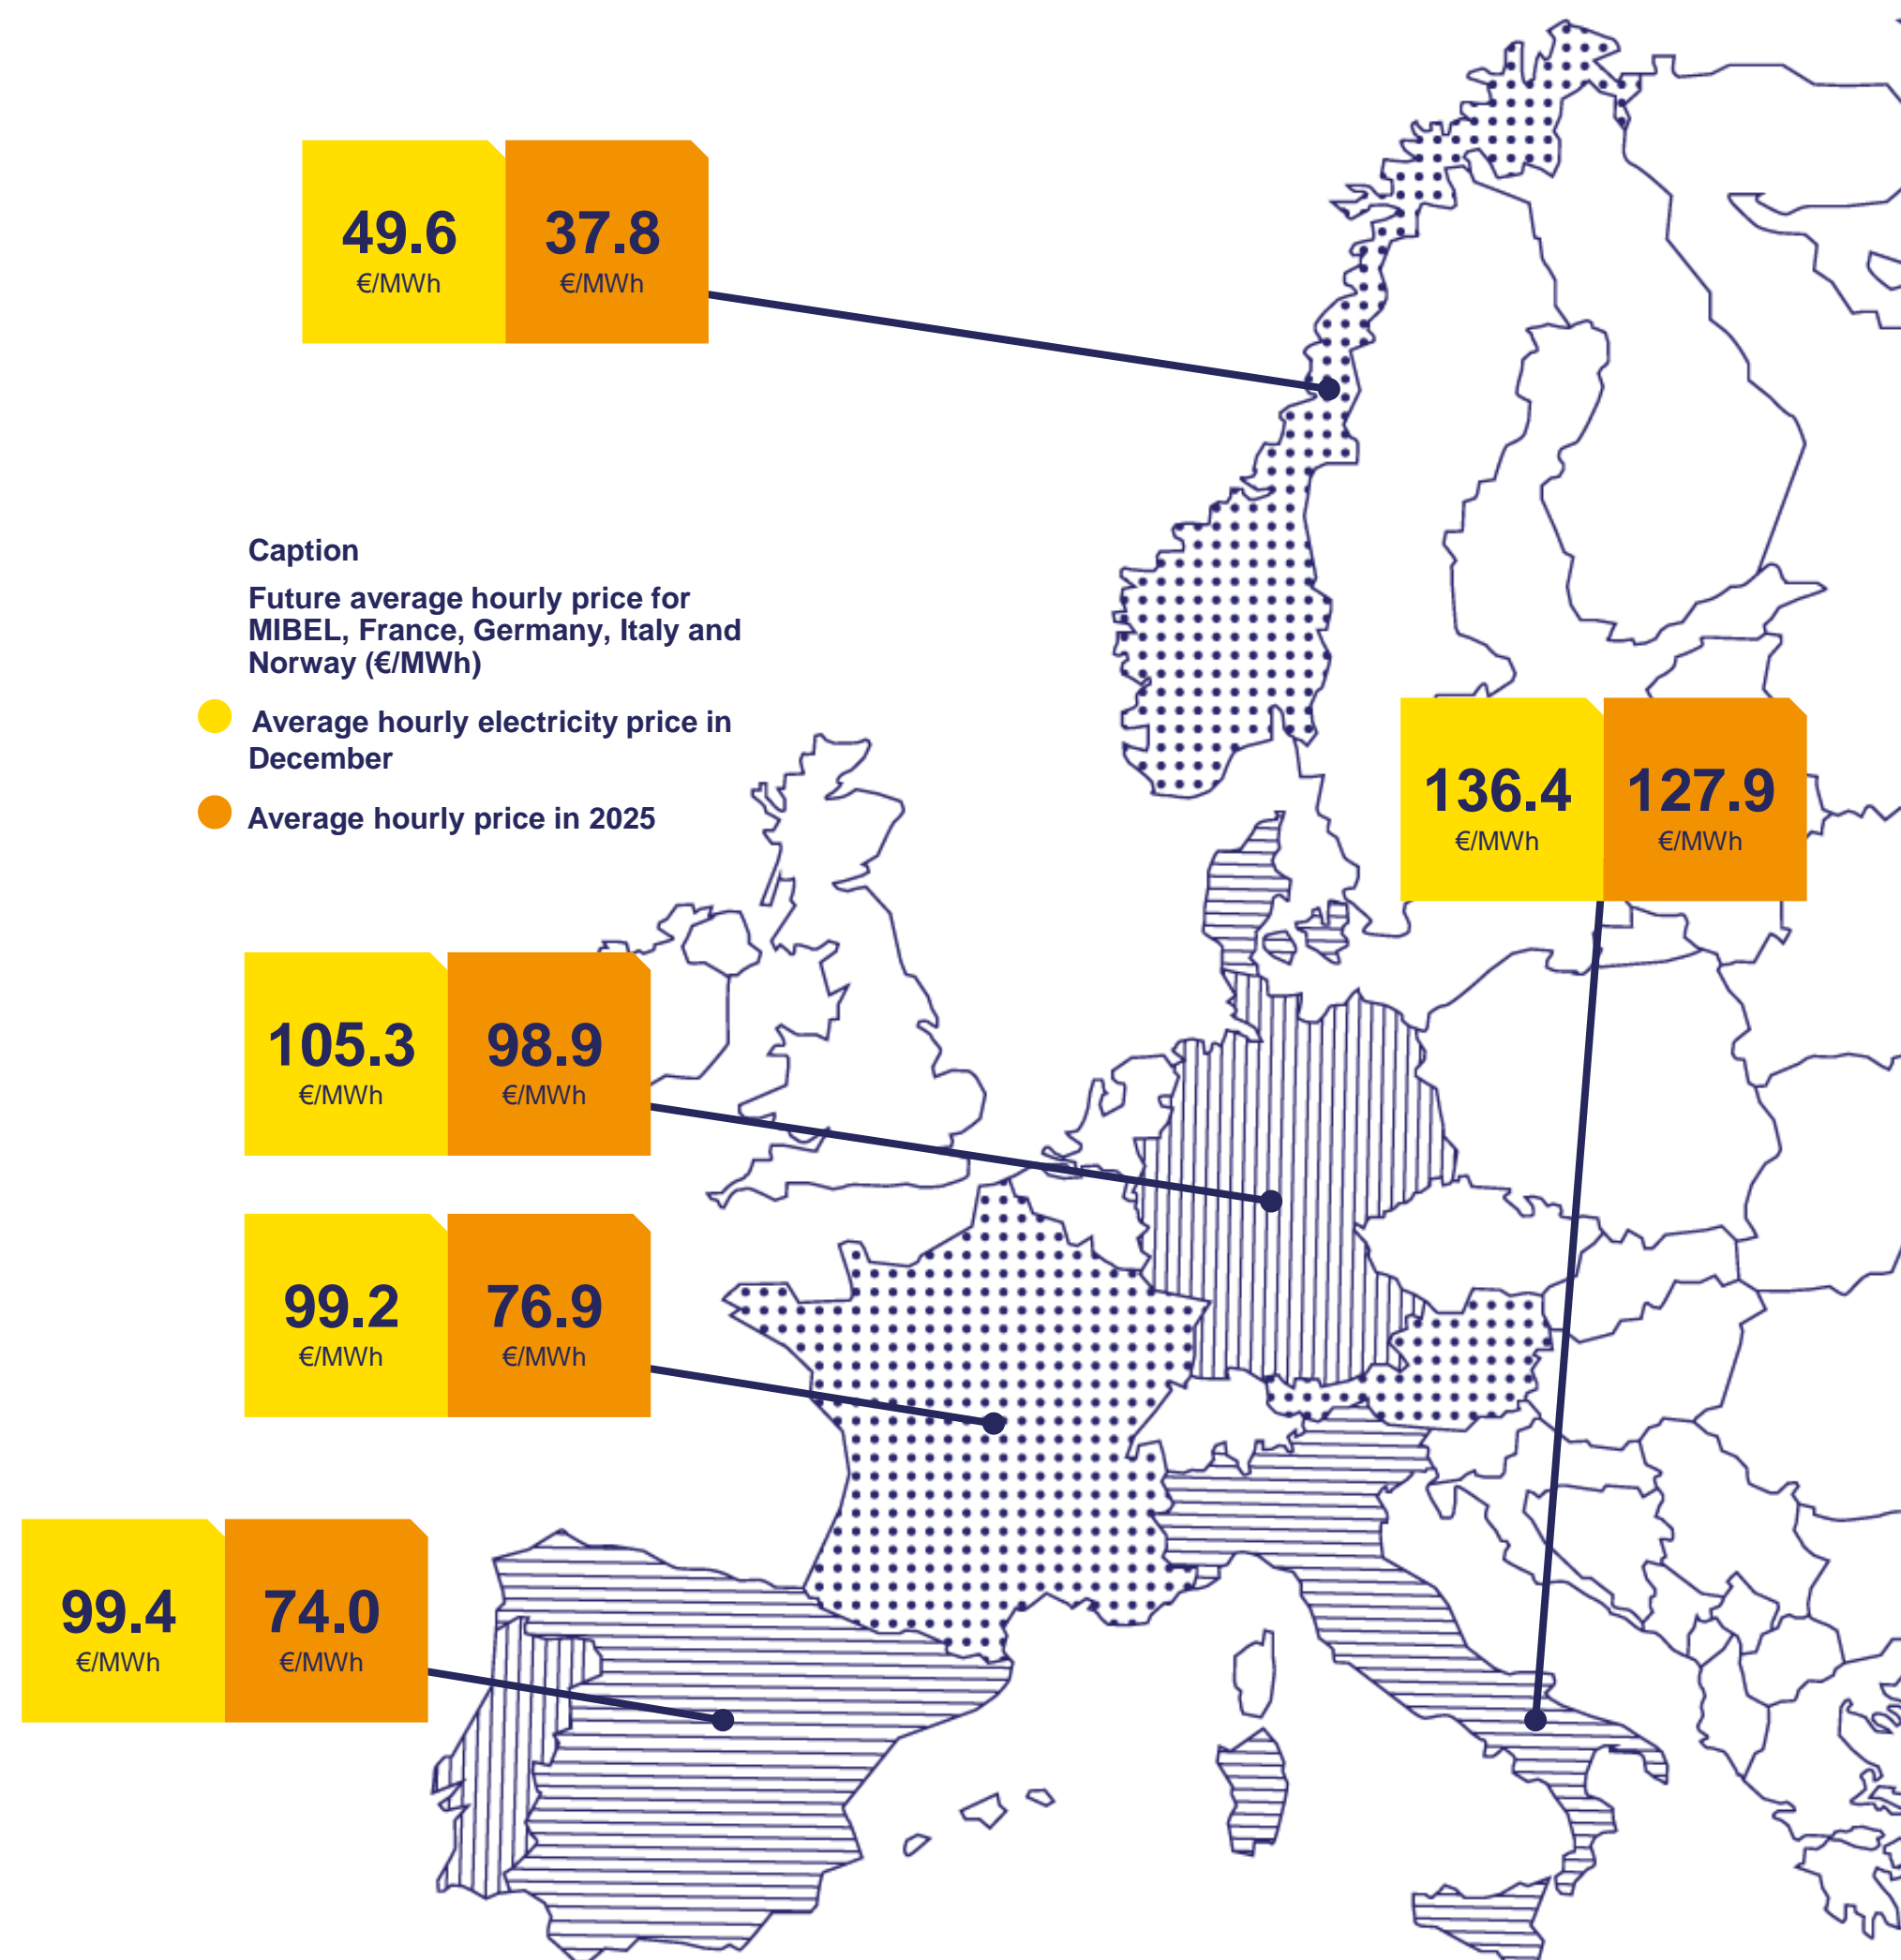 49.6
€/MWh
37.8
€/MWh
Caption
Future average hourly price for
MIBEL, France, Germany, Italy and
Norway (€/MWh)
Average hourly electricity price in
December
Average hourly price in 2025
136.4
€/MWh
127.9
€/MWh
105.3
€/MWh
98.9
€/MWh
99.2
€/MWh
76.9
€/MWh
99.4
€/MWh
74.0
€/MWh